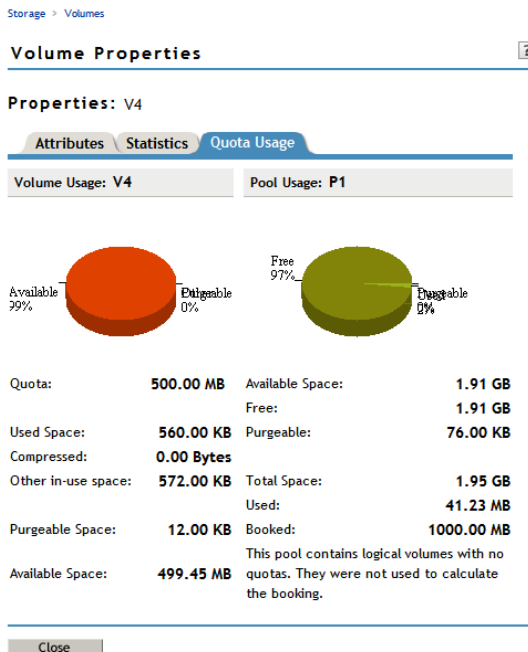 Storage > Volumes
Volume Properties
?
Properties: V4
Attributes Statistics Quota Usage
Volume Usage: V4 Pool Usage: P1
Available
99%
Purgeable
0%
Free
97%
Purgeable
Quota: 500.00 MB Available Space: 1.91 GB
Free: 1.91 GB
Used Space: 560.00 KB Purgeable: 76.00 KB
Compressed: 0.00 Bytes
Other in-use space: 572.00 KB Total Space: 1.95 GB
Used: 41.23 MB
Purgeable Space: 12.00 KB Booked: 1000.00 MB
This pool contains logical volumes with no
Available Space: 499.45 MB quotas. They were not used to calculate
the booking.
Close